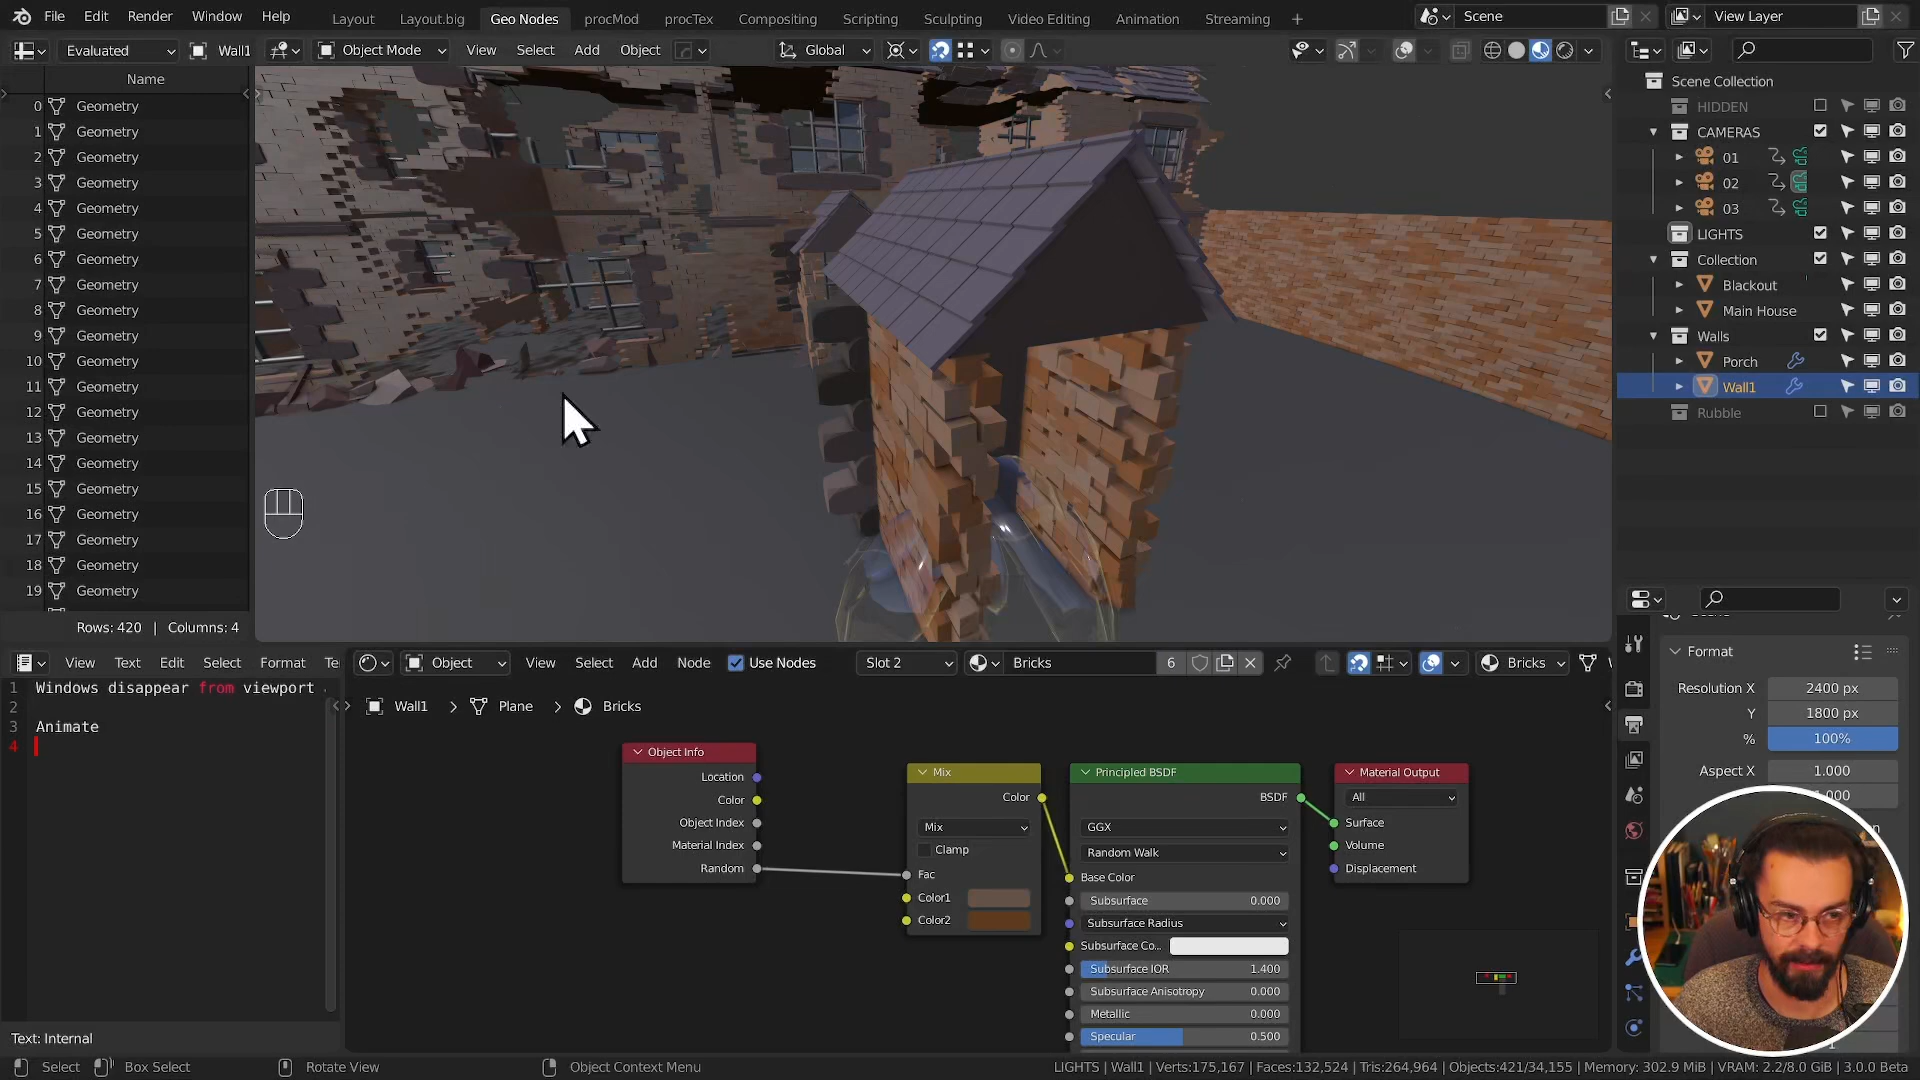 File Edit Render Window Help Layout Layout.big Geo Nodes procMod procTex Compositing Scripting Sculpting Video Editing Animation Streaming + Scene View Layer
Evaluated Wall1 Object Mode View Select Add Object Global
Name
0 Geometry
1 Geometry
2 Geometry
3 Geometry
4 Geometry
5 Geometry
6 Geometry
7 Geometry
8 Geometry
9 Geometry
10 Geometry
11 Geometry
12 Geometry
13 Geometry
14 Geometry
15 Geometry
16 Geometry
17 Geometry
18 Geometry
19 Geometry
Rows: 420 | Columns: 4
Scene Collection
HIDDEN
CAMERAS
01
02
03
LIGHTS
Collection
Blackout
Main House
Walls
Porch
Wall1
Rubble
Format
Resolution X 2400 px
Y 1800 px
% 100%
Aspect X 1.000
View Text Edit Select Format Te
1 Windows disappear from viewport
2
3 Animate
4
Text: Internal
Object View Select Add Node Use Nodes Slot 2 Bricks 6 Bricks
Wall1 > Plane > Bricks
Object Info
Location
Color
Object Index
Material Index
Random
Mix
Color
Mix
Clamp
Fac
Color1
Color2
Principled BSDF
BSDF
GGX
Random Walk
Base Color
Subsurface 0.000
Subsurface Radius
Subsurface Co...
Subsurface IOR 1.400
Subsurface Anisotropy 0.000
Metallic 0.000
Specular 0.500
Material Output
All
Surface
Volume
Displacement
Select Box Select Rotate View Object Context Menu LIGHTS | Wall1 | Verts:175,167 | Faces:132,524 | Tris:264,964 | Objects:421/34,155 | Memory: 302.9 MiB | VRAM: 2.2/8.0 GiB | 3.0.0 Beta